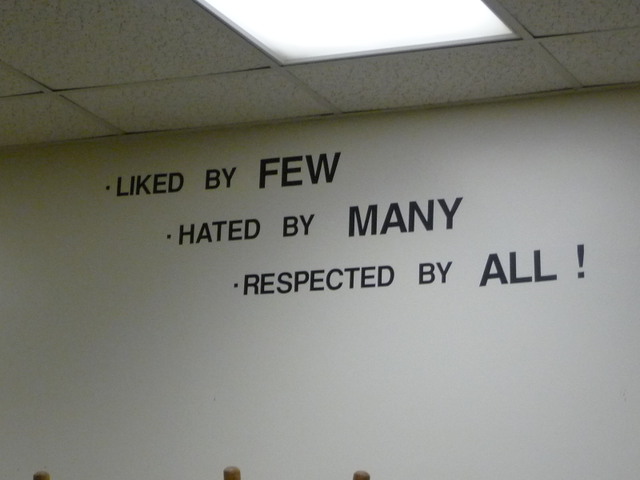 ·LIKED BY FEW
·HATED BY MANY
·RESPECTED BY ALL !